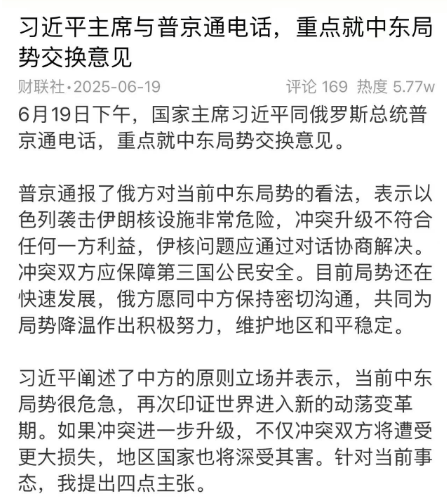 习近平主席与普京通电话，重点就中东局
势交换意见
财联社·2025-06-19 评论 169 热度 5.77w
6月19日下午，国家主席习近平同俄罗斯总统普
京通电话，重点就中东局势交换意见。
普京通报了俄方对当前中东局势的看法，表示以
色列袭击伊朗核设施非常危险，冲突升级不符合
任何一方利益，伊核问题应通过对话协商解决。
冲突双方应保障第三国公民安全。目前局势还在
快速发展，俄方愿同中方保持密切沟通，共同为
局势降温作出积极努力，维护地区和平稳定。
习近平阐述了中方的原则立场并表示，当前中东
局势很危急，再次印证世界进入新的动荡变革
期。如果冲突进一步升级，不仅冲突双方将遭受
更大损失，地区国家也将深受其害。针对当前事
态，我提出四点主张。